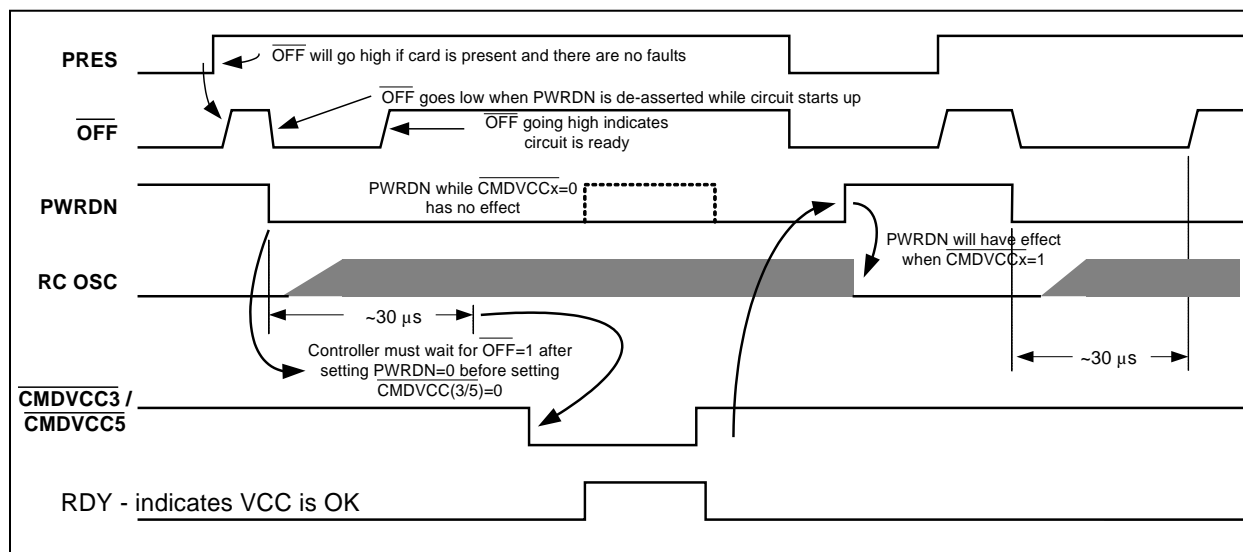 PRES
OFF will go high if card is present and there are no faults
OFF goes low when PWRDN is de-asserted while circuit starts up
OFF
OFF going high indicates
circuit is ready
PWRDN
PWRDN while CMDVCCx=0
has no effect
PWRDN will have effect
when CMDVCCx=1
RC OSC
~30 μs
~30 μs
Controller must wait for OFF=1 after
setting PWRDN=0 before setting
CMDVCC(3/5)=0
CMDVCC3 /
CMDVCC5
RDY - indicates VCC is OK